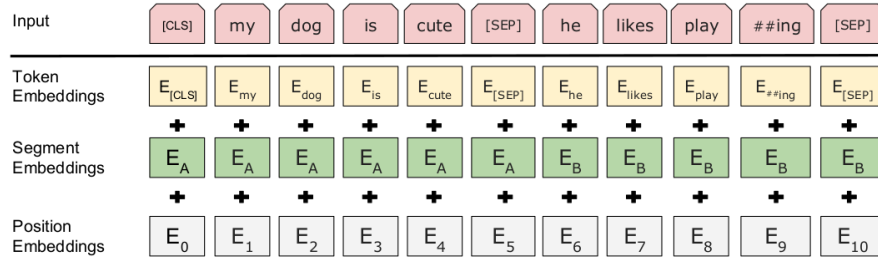 Input [CLS] my dog is cute [SEP] he likes play ##ing [SEP]
Token Embeddings E[CLS] Emy Edog Eis Ecute E[SEP] Ehe Elikes Eplay E##ing E[SEP]
+ + + + + + + + + + +
Segment Embeddings EA EA EA EA EA EA EB EB EB EB EB
+ + + + + + + + + + +
Position Embeddings E0 E1 E2 E3 E4 E5 E6 E7 E8 E9 E10